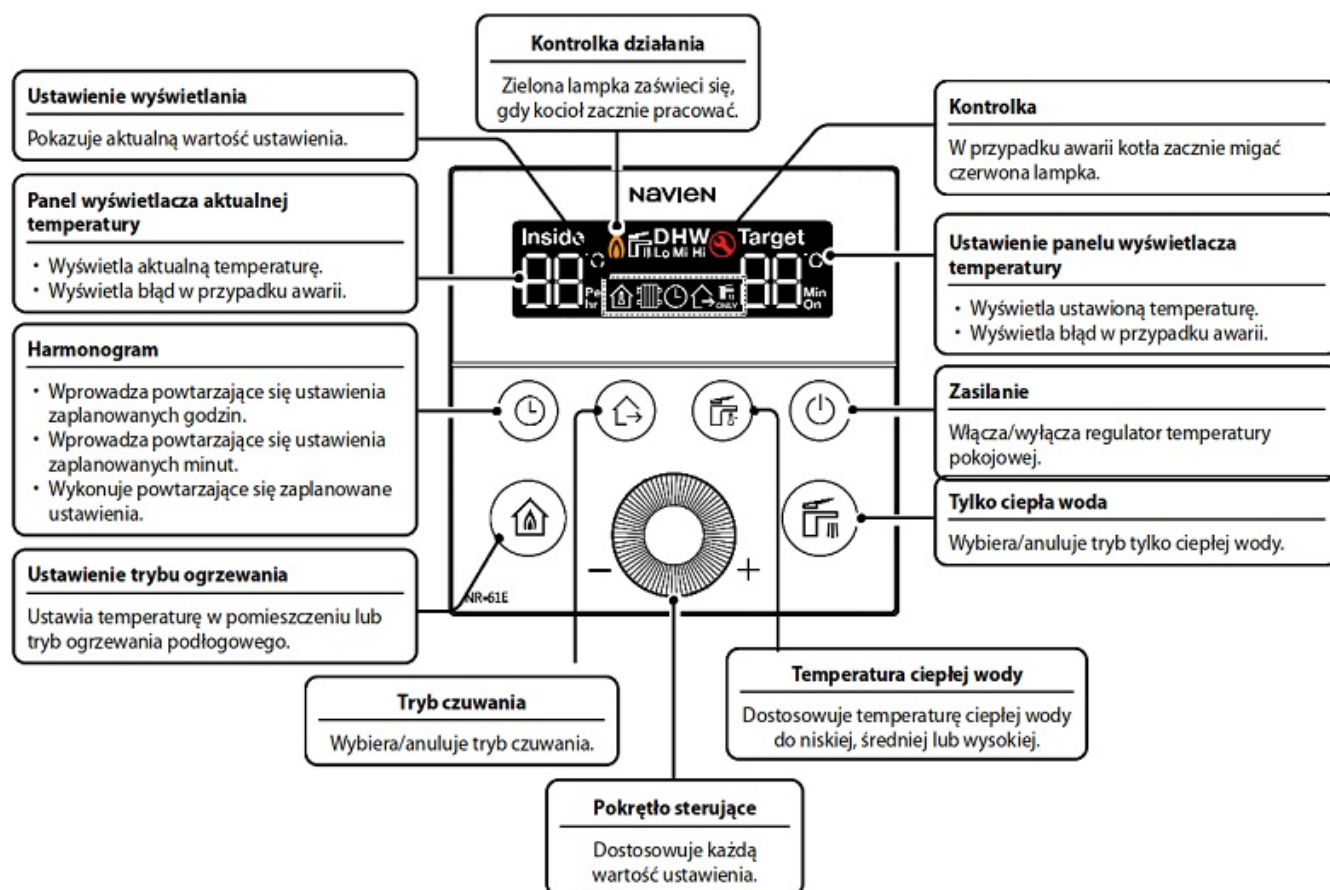 Kontrolka działania
Zielona lampka zaświeci się,
gdy kocioł zacznie pracować.
Ustawienie wyświetlania
Pokazuje aktualną wartość ustawienia.
Kontrolka
W przypadku awarii kotła zacznie migać
czerwona lampka.
Panel wyświetlacza aktualnej
temperatury
• Wyświetla aktualną temperaturę.
• Wyświetla błąd w przypadku awarii.
NAVIEN
Inside DHW Target
Lo Mi Hi
88 88
Min
hr ONLY On
Ustawienie panelu wyświetlacza
temperatury
• Wyświetla ustawioną temperaturę.
• Wyświetla błąd w przypadku awarii.
Harmonogram
• Wprowadza powtarzające się ustawienia
zaplanowanych godzin.
• Wprowadza powtarzające się ustawienia
zaplanowanych minut.
• Wykonuje powtarzające się zaplanowane
ustawienia.
Zasilanie
Włącza/wyłącza regulator temperatury
pokojowej.
Tylko ciepła woda
Wybiera/anuluje tryb tylko ciepłej wody.
Ustawienie trybu ogrzewania
Ustawia temperaturę w pomieszczeniu lub
tryb ogrzewania podłogowego.
− +
NR-61E
Tryb czuwania
Wybiera/anuluje tryb czuwania.
Temperatura ciepłej wody
Dostosowuje temperaturę ciepłej wody
do niskiej, średniej lub wysokiej.
Pokrętło sterujące
Dostosowuje każdą
wartość ustawienia.